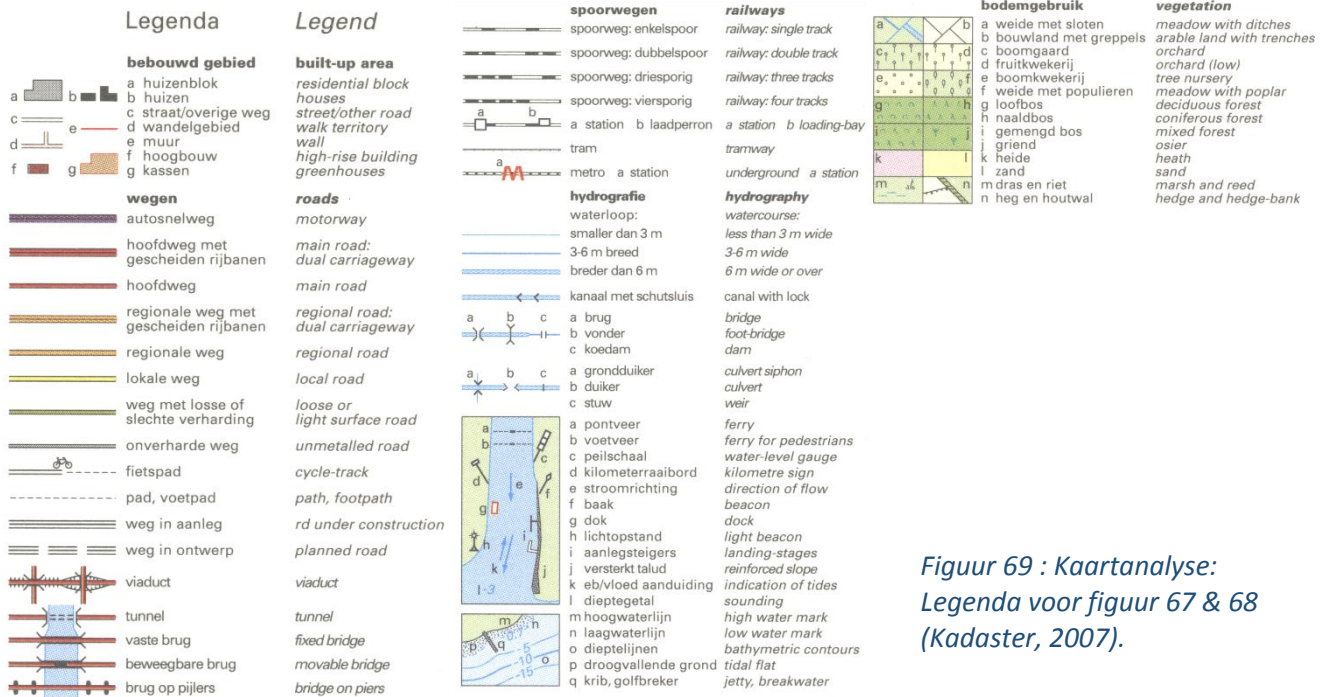 Legenda Legend
bebouwd gebied built-up area
a huizenblok residential block
b huizen houses
c straat/overige weg street/other road
d wandelgebied walk territory
e muur wall
f hoogbouw high-rise building
g kassen greenhouses
a b
c e
d
f g
wegen roads
autosnelweg motorway
hoofdweg met main road:
gescheiden rijbanen dual carriageway
hoofdweg main road
regionale weg met regional road:
gescheiden rijbanen dual carriageway
regionale weg regional road
lokale weg local road
weg met losse of loose or
slechte verharding light surface road
onverharde weg unmetalled road
fietspad cycle-track
pad, voetpad path, footpath
weg in aanleg rd under construction
weg in ontwerp planned road
viaduct viaduct
tunnel tunnel
vaste brug fixed bridge
beweegbare brug movable bridge
brug op pijlers bridge on piers
spoorwegen railways
spoorweg: enkelspoor railway: single track
spoorweg: dubbelspoor railway: double track
spoorweg: driesporig railway: three tracks
spoorweg: viersporig railway: four tracks
a b
a station b laadperron a station b loading-bay
tram tramway
a
metro a station underground a station
hydrografie hydrography
waterloop: watercourse:
smaller dan 3 m less than 3 m wide
3-6 m breed 3-6 m wide
breder dan 6 m 6 m wide or over
kanaal met schutsluis canal with lock
a b c
a brug bridge
b vonder foot-bridge
c koedam dam
a b c
a grondduiker culvert siphon
b duiker culvert
c stuw weir
a pontveer ferry
b voetveer ferry for pedestrians
c peilschaal water-level gauge
d kilometerraaibord kilometre sign
e stroomrichting direction of flow
f baak beacon
g dok dock
h lichtopstand light beacon
i aanlegsteigers landing-stages
j versterkt talud reinforced slope
k eb/vloed aanduiding indication of tides
l dieptegetal sounding
m hoogwaterlijn high water mark
n laagwaterlijn low water mark
o dieptelijnen bathymetric contours
p droogvallende grond tidal flat
q krib, golfbreker jetty, breakwater
a
b
c
d e f
g
h i
k j
l -3
m n
p q -5
-10 o
-15
bodemgebruik vegetation
a weide met sloten meadow with ditches
b bouwland met greppels arable land with trenches
c boomgaard orchard
d fruitkwekerij orchard (low)
e boomkwekerij tree nursery
f weide met populieren meadow with poplar
g loofbos deciduous forest
h naaldbos coniferous forest
i gemengd bos mixed forest
j griend osier
k heide heath
l zand sand
m dras en riet marsh and reed
n heg en houtwal hedge and hedge-bank
a b
c d
e f
g h
i j
k l
m n
Figuur 69 : Kaartanalyse:
Legenda voor figuur 67 & 68
(Kadaster, 2007).